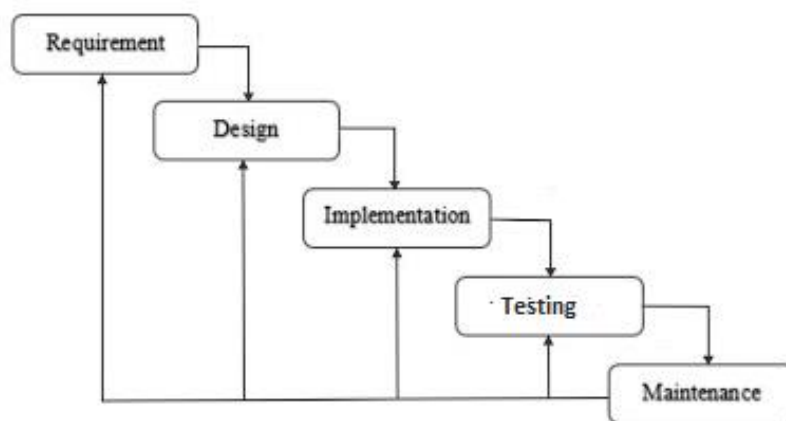 Requirement
Design
Implementation
Testing
Maintenance